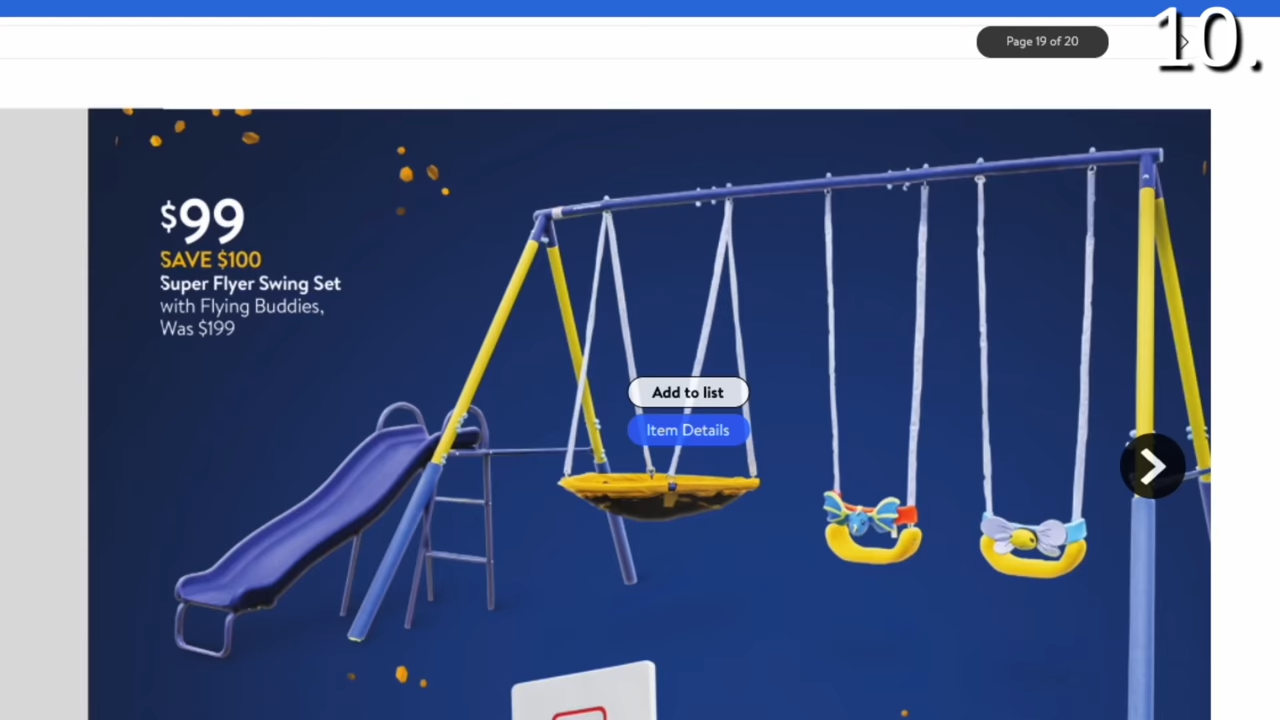 Page 19 of 20
10.
$99
SAVE $100
Super Flyer Swing Set
with Flying Buddies,
Was $199
Add to list
Item Details